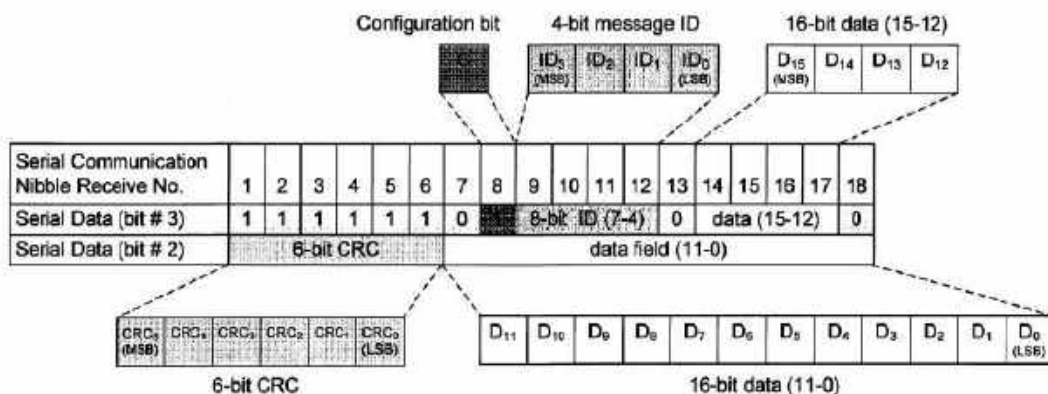 Configuration bit 4-bit message ID 16-bit data (15-12)
C ID3 (MSB) ID2 ID1 ID0 (LSB) D15 (MSB) D14 D13 D12
Serial Communication
Nibble Receive No. 1 2 3 4 5 6 7 8 9 10 11 12 13 14 15 16 17 18
Serial Data (bit # 3) 1 1 1 1 1 1 0 8-bit ID (7-4) 0 data (15-12) 0
Serial Data (bit # 2) 6-bit CRC data field (11-0)
CRC5 (MSB) CRC4 CRC3 CRC2 CRC1 CRC0 (LSB) D11 D10 D9 D8 D7 D6 D5 D4 D3 D2 D1 D0 (LSB)
6-bit CRC 16-bit data (11-0)